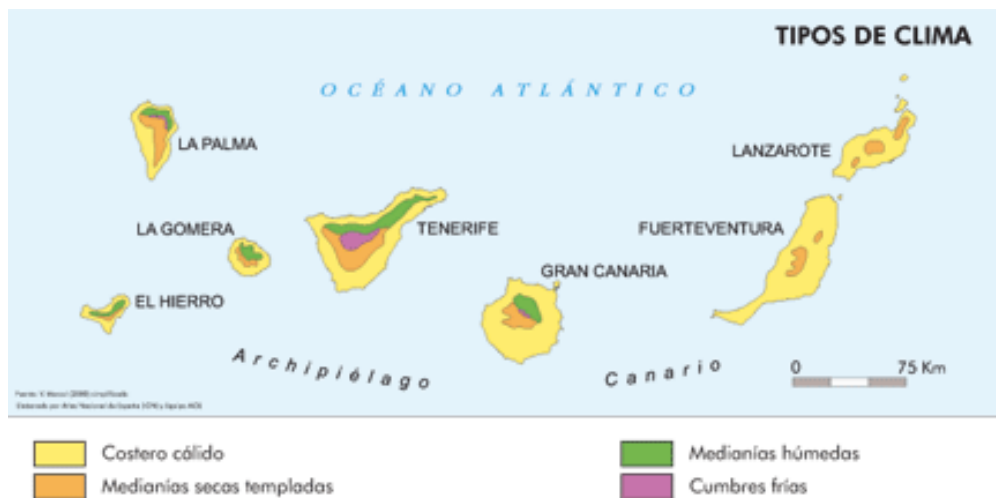 TIPOS DE CLIMA
OCÉANO ATLÁNTICO
LA PALMA
LANZAROTE
LA GOMERA
TENERIFE
FUERTEVENTURA
GRAN CANARIA
EL HIERRO
Archipiélago Canario
0 75 Km
Costero cálido
Medianías húmedas
Medianías secas templadas
Cumbres frías